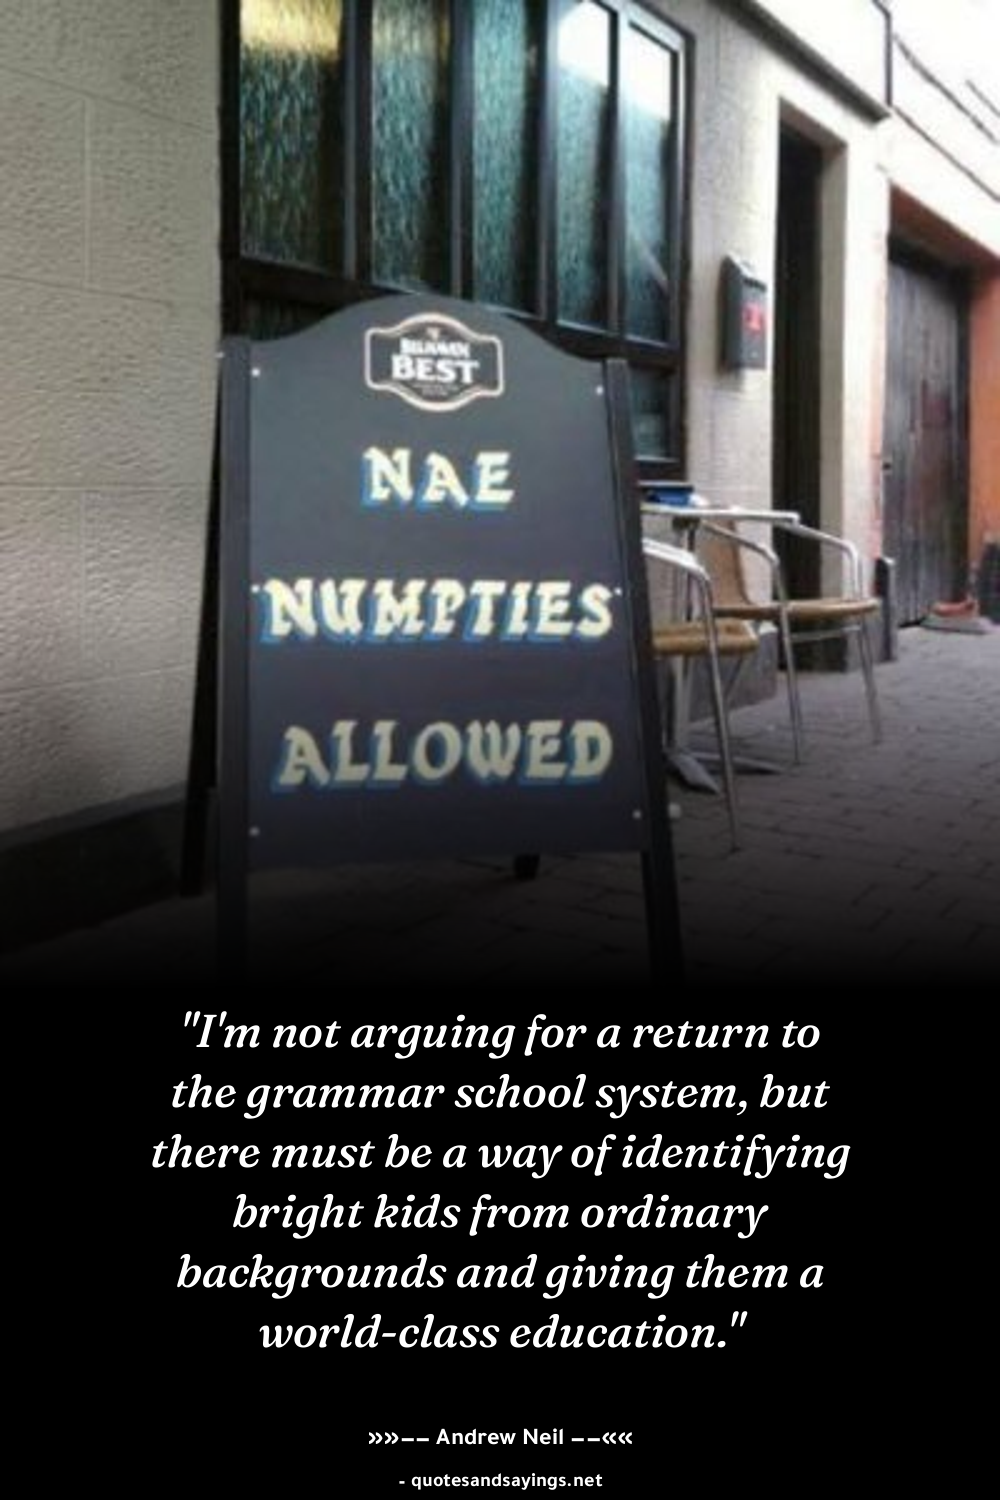 BEST
NAE
NUMPTIES
ALLOWED
"I'm not arguing for a return to
the grammar school system, but
there must be a way of identifying
bright kids from ordinary
backgrounds and giving them a
world-class education."
»»–– Andrew Neil ––««
- quotesandsayings.net